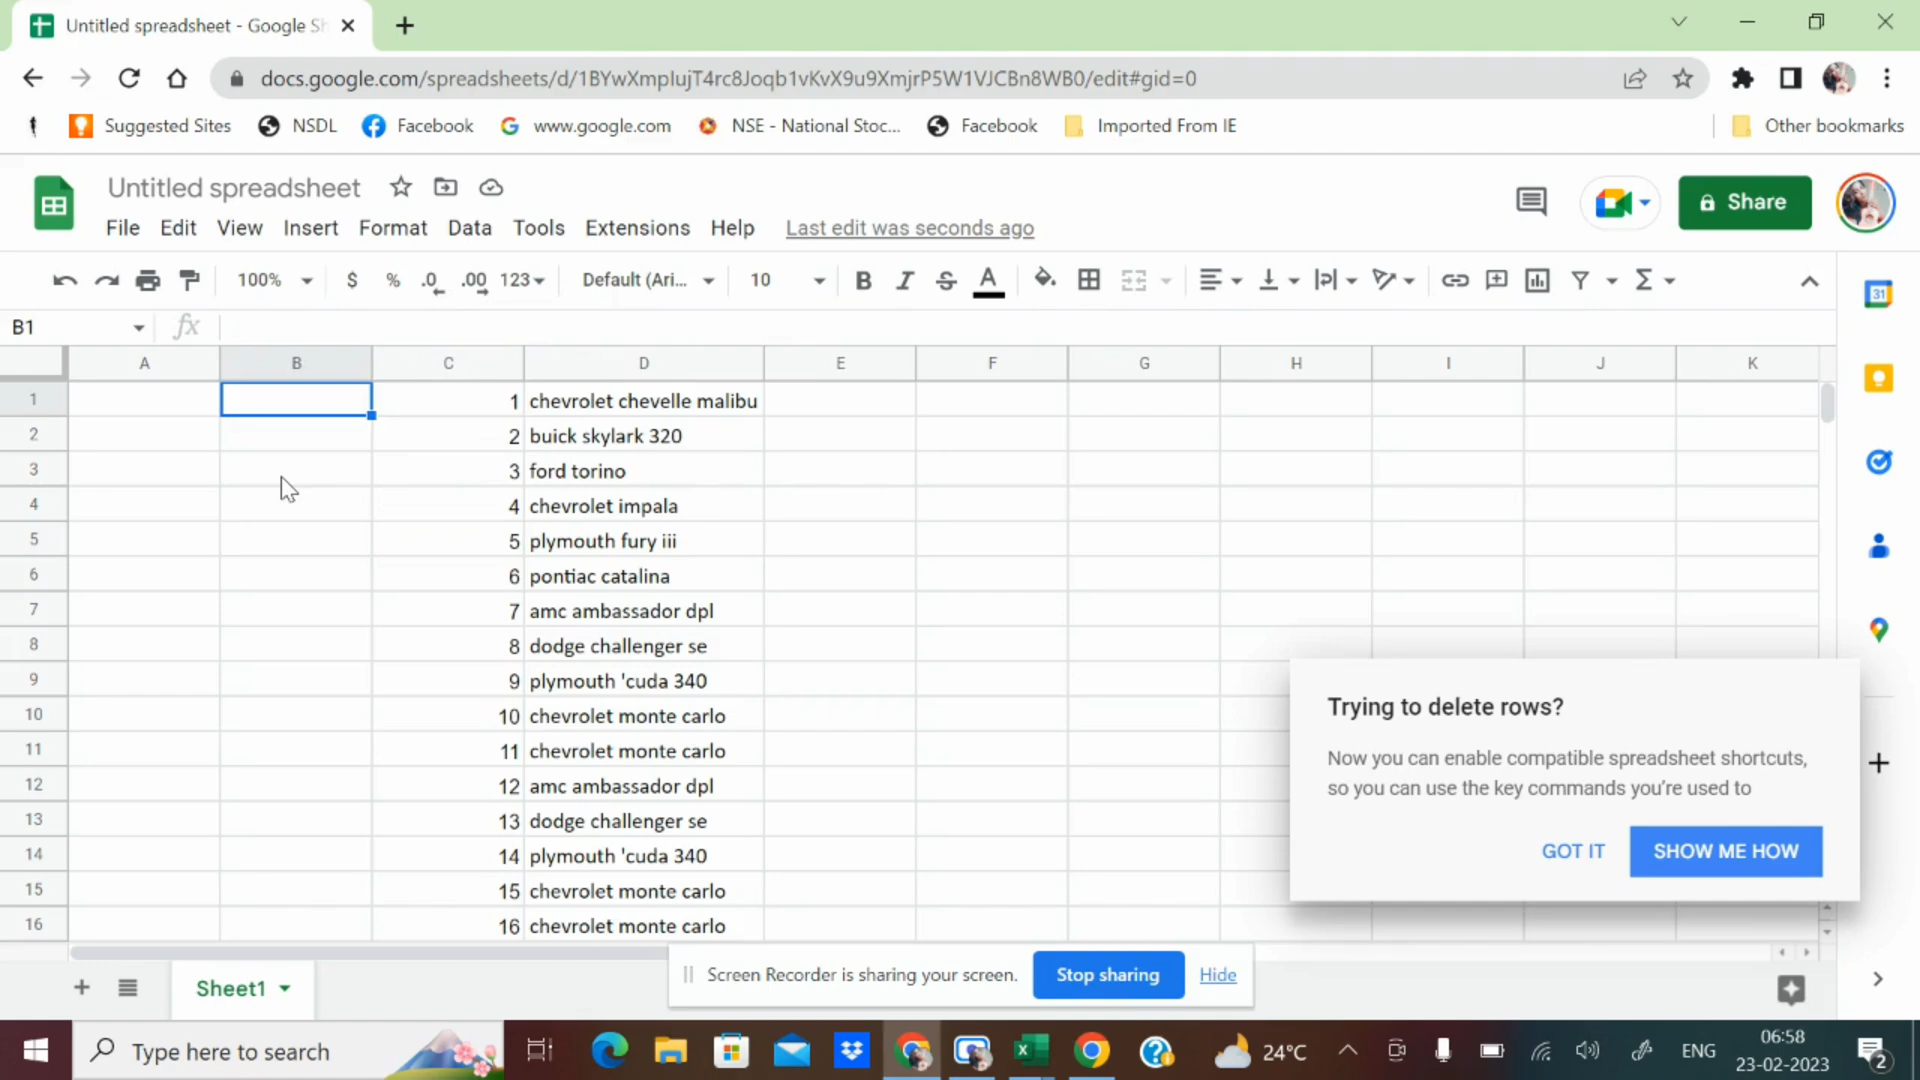 Untitled spreadsheet - Google Sh
docs.google.com/spreadsheets/d/1BYwXmpIujT4rc8Joqb1vKvX9u9XmjrP5W1VJCBn8WB0/edit#gid=0
Suggested Sites NSDL Facebook www.google.com NSE - National Stoc... Facebook Imported From IE Other bookmarks
Untitled spreadsheet
Share
File Edit View Insert Format Data Tools Extensions Help Last edit was seconds ago
100% $ % .0 .00 123 Default (Ari... 10 B I S A
31
B1 fx
A B C D E F G H I J K
1 1 chevrolet chevelle malibu
2 2 buick skylark 320
3 3 ford torino
4 4 chevrolet impala
5 5 plymouth fury iii
6 6 pontiac catalina
7 7 amc ambassador dpl
8 8 dodge challenger se
9 9 plymouth 'cuda 340
10 10 chevrolet monte carlo
11 11 chevrolet monte carlo
12 12 amc ambassador dpl
13 13 dodge challenger se
14 14 plymouth 'cuda 340
15 15 chevrolet monte carlo
16 16 chevrolet monte carlo
Trying to delete rows?
Now you can enable compatible spreadsheet shortcuts,
so you can use the key commands you're used to
GOT IT SHOW ME HOW
Sheet1
Screen Recorder is sharing your screen. Stop sharing Hide
Type here to search
24°C
ENG
06:58
23-02-2023
2